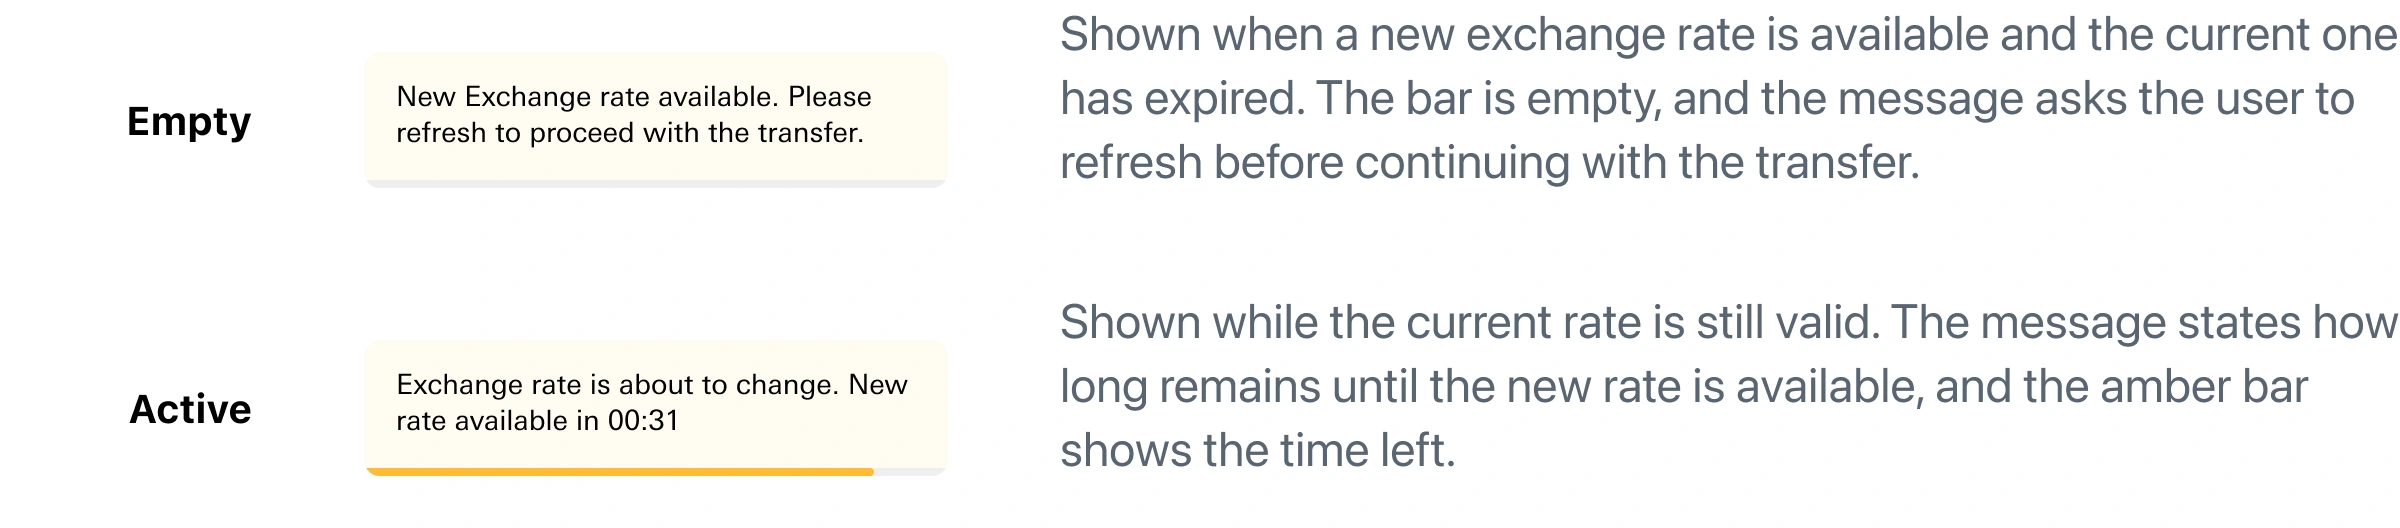 Empty
New Exchange rate available. Please
refresh to proceed with the transfer.
Shown when a new exchange rate is available and the current one
has expired. The bar is empty, and the message asks the user to
refresh before continuing with the transfer.
Active
Exchange rate is about to change. New
rate available in 00:31
Shown while the current rate is still valid. The message states how
long remains until the new rate is available, and the amber bar
shows the time left.